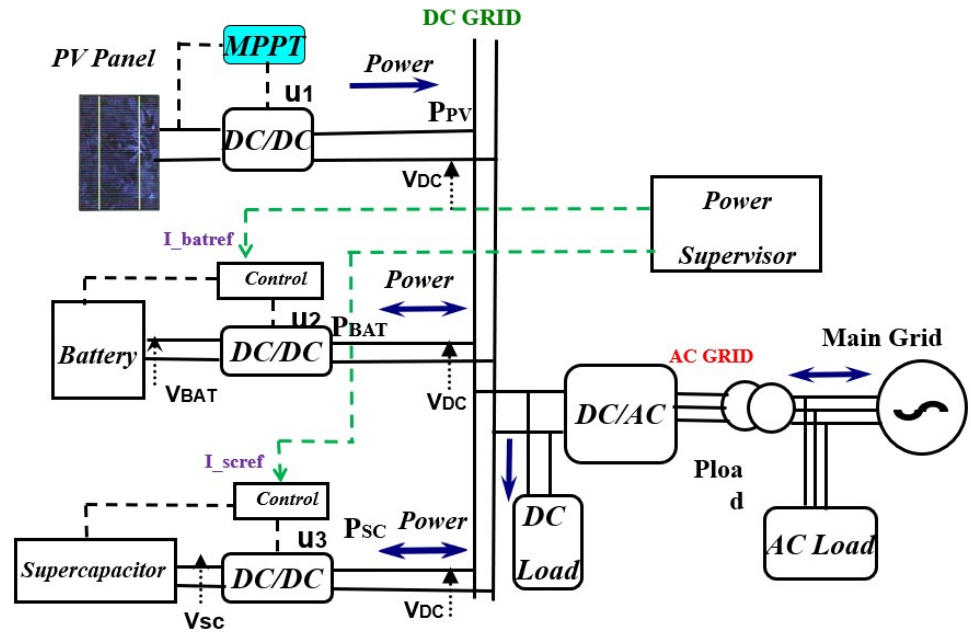 DC GRID
MPPT
PV Panel
Power
u1
PPV
DC/DC
VDC
Power
Supervisor
I_batref
Control
Power
u2
PBAT
Battery
DC/DC
VBAT
VDC
AC GRID
Main Grid
DC/AC
Ploa
d
I_scref
Control
PSC
Power
u3
DC
Load
AC Load
Supercapacitor
DC/DC
Vsc
VDC